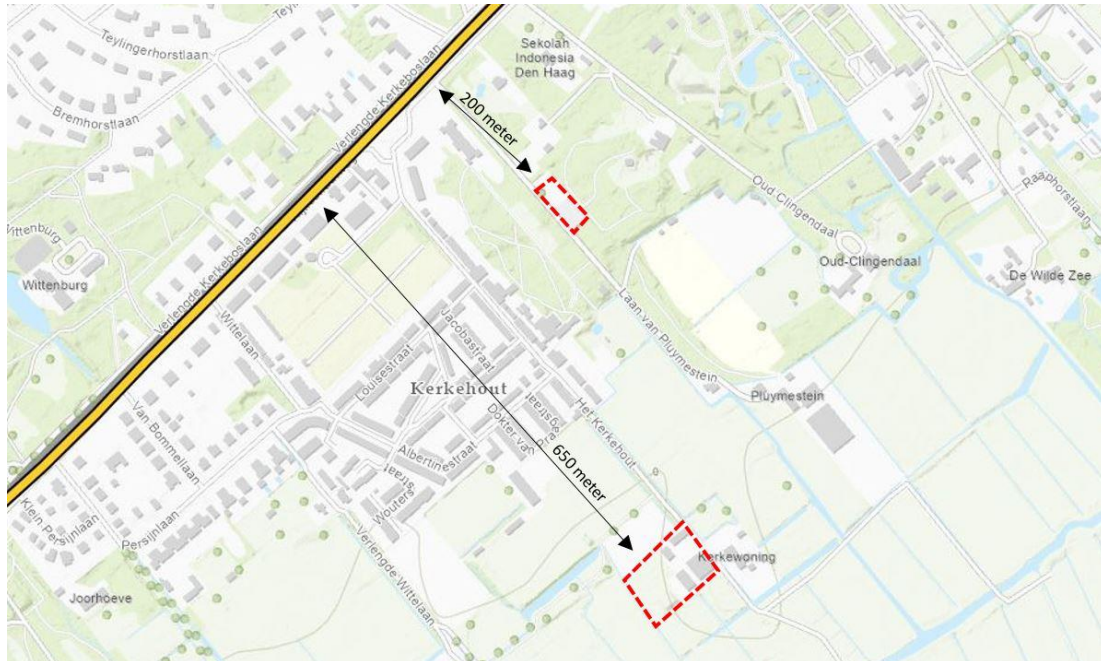 Teylingerhorstlaan
Bremhorstlaan
Verlengde Kerkeboslaan
Sekolah
Indonesia
Den Haag
200 meter
Oud Clingendaal
Raaphorstlaan
Wittenburg
Wittenburg
Verlengde Kerkeboslaan
Oud-Clingendaal
De Wilde Zee
Laan van Pluymestein
Wittelaan
Jacobastraat
Louisestraat
Kerkehout
Pluymestein
Van Bommellaan
Het Kerkehout
Dokter van
Albertinestraat
650 meter
Wouters
straat
Klein Persijnlaan
Persijnlaan
Verlengde Wittelaan
Kerkewoning
Joorhoeve